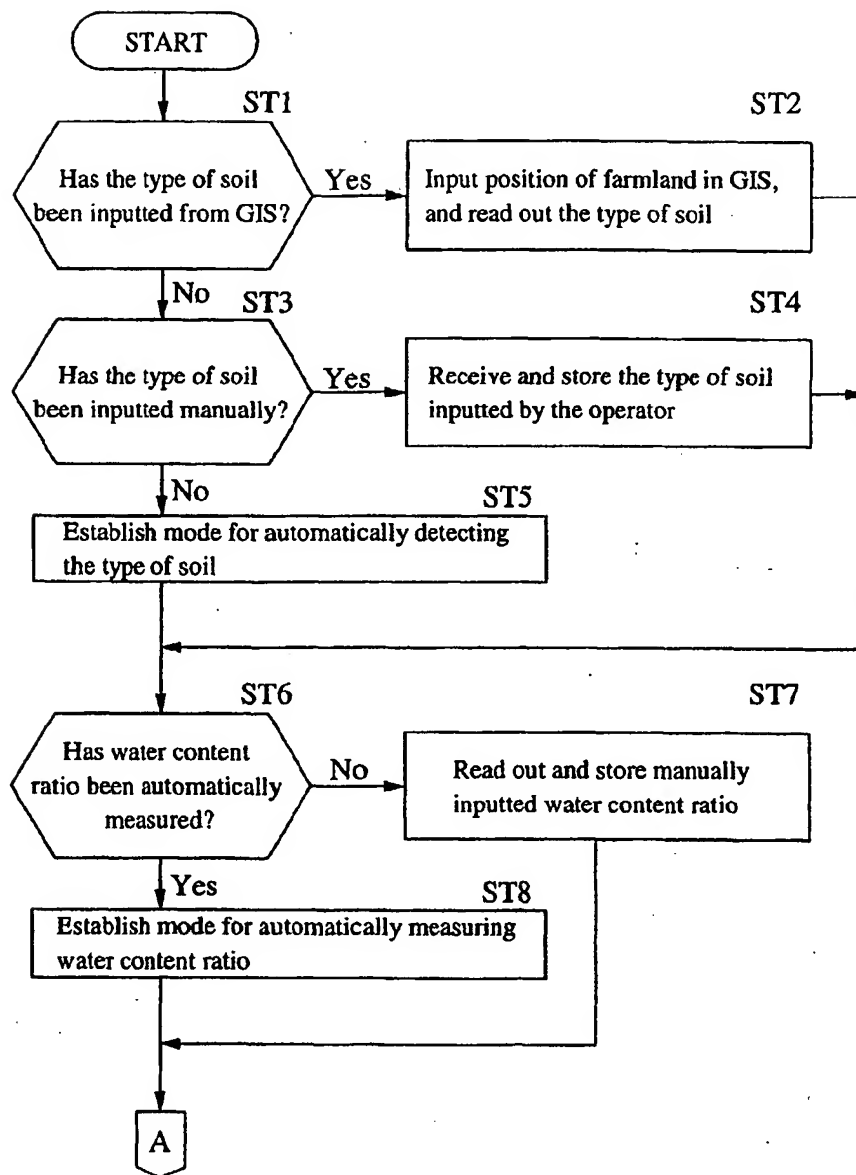 START
ST1
Has the type of soil
been inputted from GIS?
Yes
ST2
Input position of farmland in GIS,
and read out the type of soil
No
ST3
Has the type of soil
been inputted manually?
Yes
ST4
Receive and store the type of soil
inputted by the operator
No
ST5
Establish mode for automatically detecting
the type of soil
ST6
Has water content
ratio been automatically
measured?
No
ST7
Read out and store manually
inputted water content ratio
Yes
ST8
Establish mode for automatically measuring
water content ratio
A